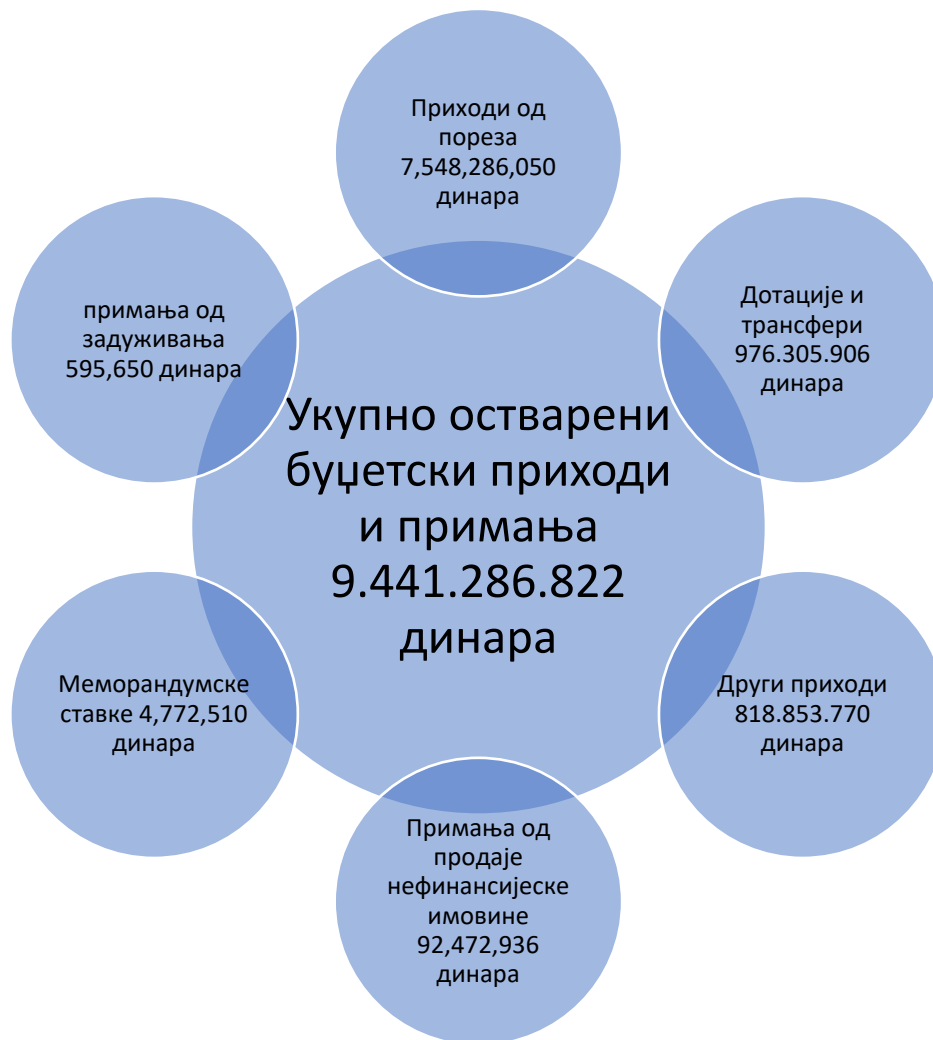 Приходи од
пореза
7,548,286,050
динара
Дотације и
трансфери
976.305.906
динара
Други приходи
818.853.770
динара
Примања од
продаје
нефинансијеске
имовине
92,472,936
динара
Меморандумске
ставке 4,772,510
динара
примања од
задуживања
595,650 динара
Укупно остварени
буџетски приходи
и примања
9.441.286.822
динара